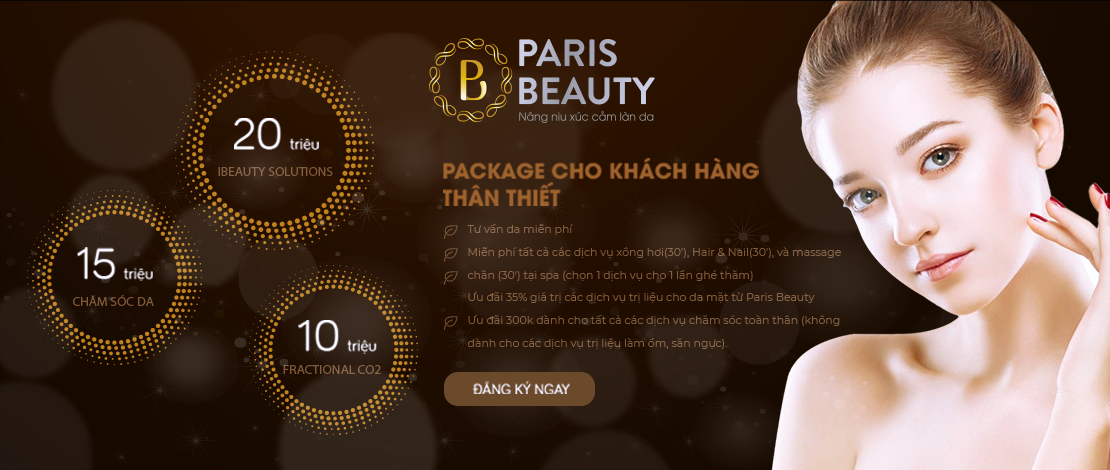 20 triệu
IBEAUTY SOLUTIONS
15 triệu
CHĂM SÓC DA
10 triệu
FRACTIONAL CO2
PB
PARIS
BEAUTY
Nâng niu xúc cảm làn da
PACKAGE CHO KHÁCH HÀNG
THÂN THIẾT
Tư vấn da miễn phí
Miễn phí tất cả các dịch vụ xông hơi(30'), Hair & Nail(30'), và massage
chân (30') tại spa (chọn 1 dịch vụ chọ 1 lần ghé thăm)
Ưu đãi 35% giá trị các dịch vụ trị liệu cho da mặt từ Paris Beauty
Ưu đãi 300k dành cho tất cả các dịch vụ chăm sóc toàn thân (không
dành cho các dịch vụ trị liệu làm ốm, săn ngực).
ĐĂNG KÝ NGAY